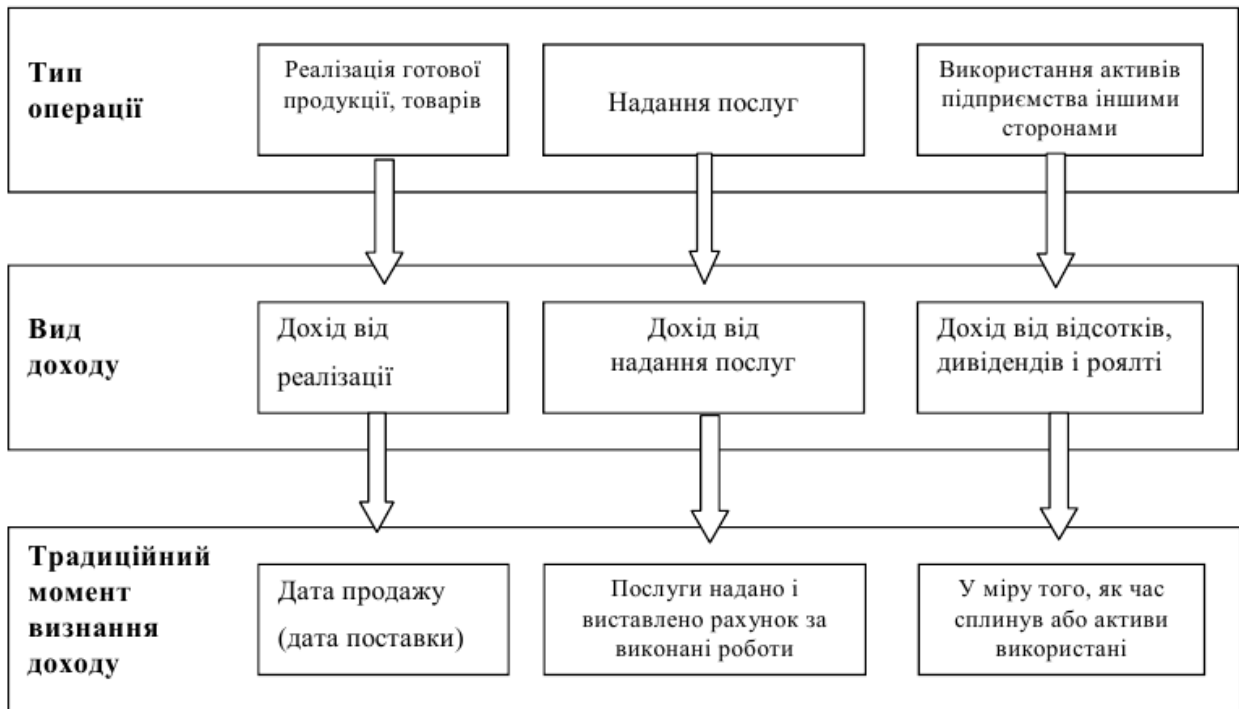 Тип
операції
Реалізація готової
продукції, товарів
Надання послуг
Використання активів
підприємства іншими
сторонами
Вид
доходу
Дохід від
реалізації
Дохід від
надання послуг
Дохід від відсотків,
дивідендів і роялті
Традиційний
момент
визнання
доходу
Дата продажу
(дата поставки)
Послуги надано і
виставлено рахунок за
виконані роботи
У міру того, як час
сплинув або активи
використані